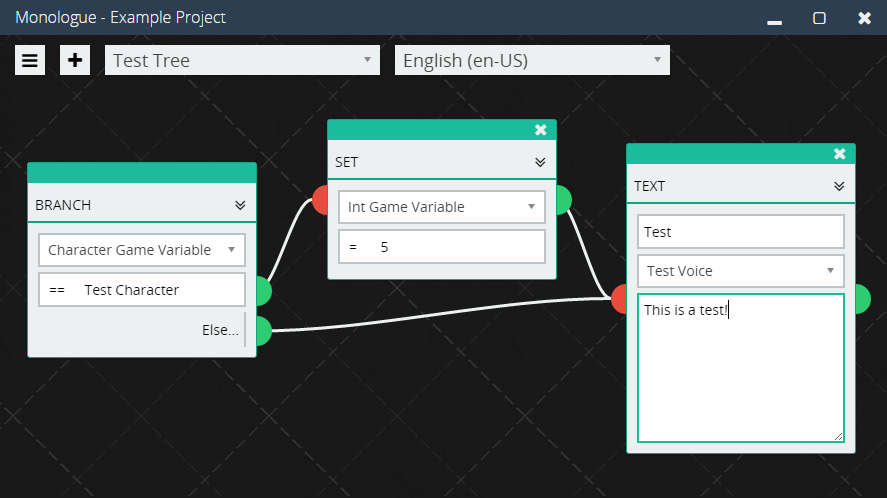 Monologue - Example Project
Test Tree
English (en-US)
BRANCH
Character Game Variable
== Test Character
Else...
SET
Int Game Variable
= 5
TEXT
Test
Test Voice
This is a test!